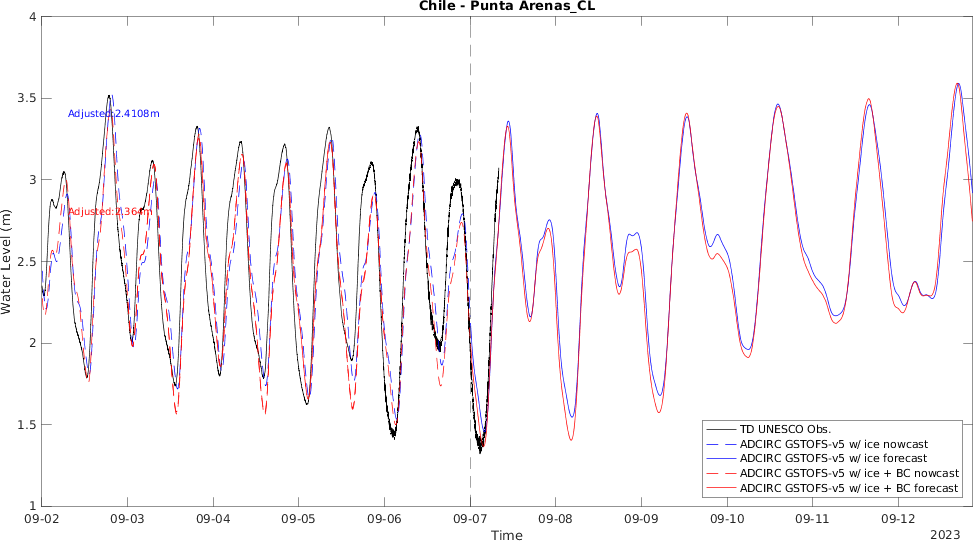 Chile - Punta Arenas_CL
4
3.5
3
2.5
2
1.5
1
Water Level (m)
Adjusted:2.4108m
Adjusted:2.364m
TD UNESCO Obs.
ADCIRC GSTOFS-v5 w/ ice nowcast
ADCIRC GSTOFS-v5 w/ ice forecast
ADCIRC GSTOFS-v5 w/ ice + BC nowcast
ADCIRC GSTOFS-v5 w/ ice + BC forecast
09-02 09-03 09-04 09-05 09-06 09-07 09-08 09-09 09-10 09-11 09-12
Time
2023